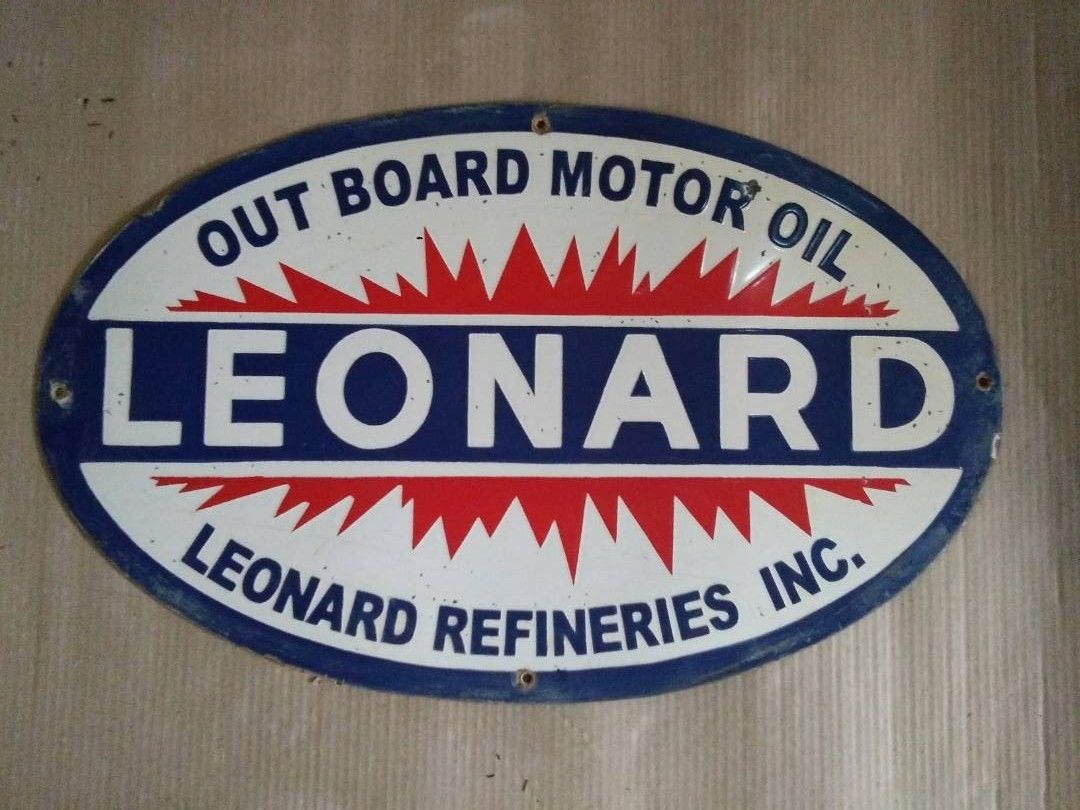 OUT BOARD MOTOR OIL
LEONARD
LEONARD REFINERIES INC.